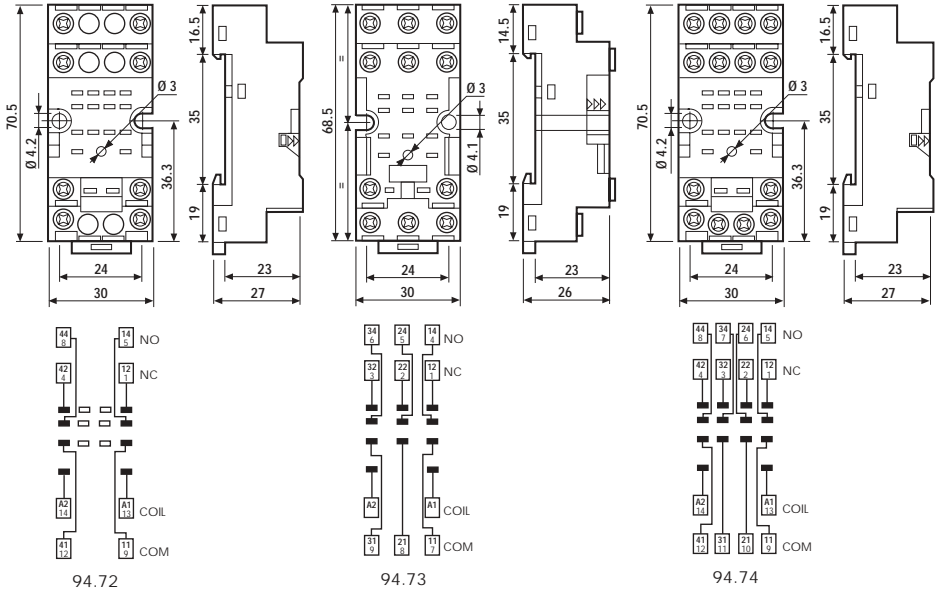 16.5
35
19
70.5
Ø 4.2
Ø 3
36.3
24
30
23
27
14.5
35
19
68.5
=
=
Ø 3
Ø 4.1
24
30
23
26
16.5
35
19
70.5
Ø 4.2
Ø 3
36.3
24
30
23
27
44 14 NO
8 5
42 12 NC
4 1
A2 A1 COIL
14 13
41 11 COM
12 9
94.72
34 24 14 NO
6 5 4
32 22 12 NC
3 2 1
A2 A1 COIL
31 21 11 COM
9 8 7
94.73
44 34 24 14 NO
8 7 6 5
42 32 22 12 NC
4 3 2 1
A2 A1 COIL
14 13
41 31 21 11 COM
12 11 10 9
94.74